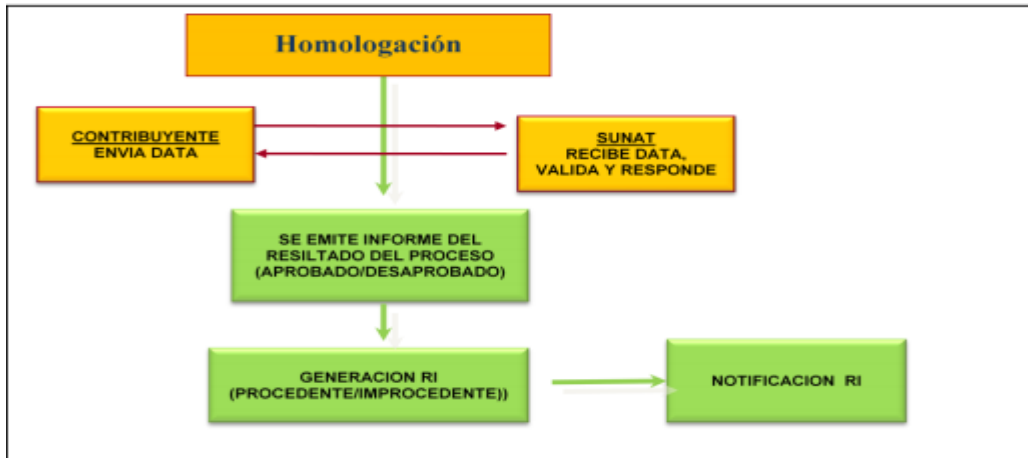 Homologación
CONTRIBUYENTE
ENVIA DATA
SUNAT
RECIBE DATA,
VALIDA Y RESPONDE
SE EMITE INFORME DEL
RESILTADO DEL PROCESO
(APROBADO/DESAPROBADO)
GENERACION RI
(PROCEDENTE/IMPROCEDENTE))
NOTIFICACION RI